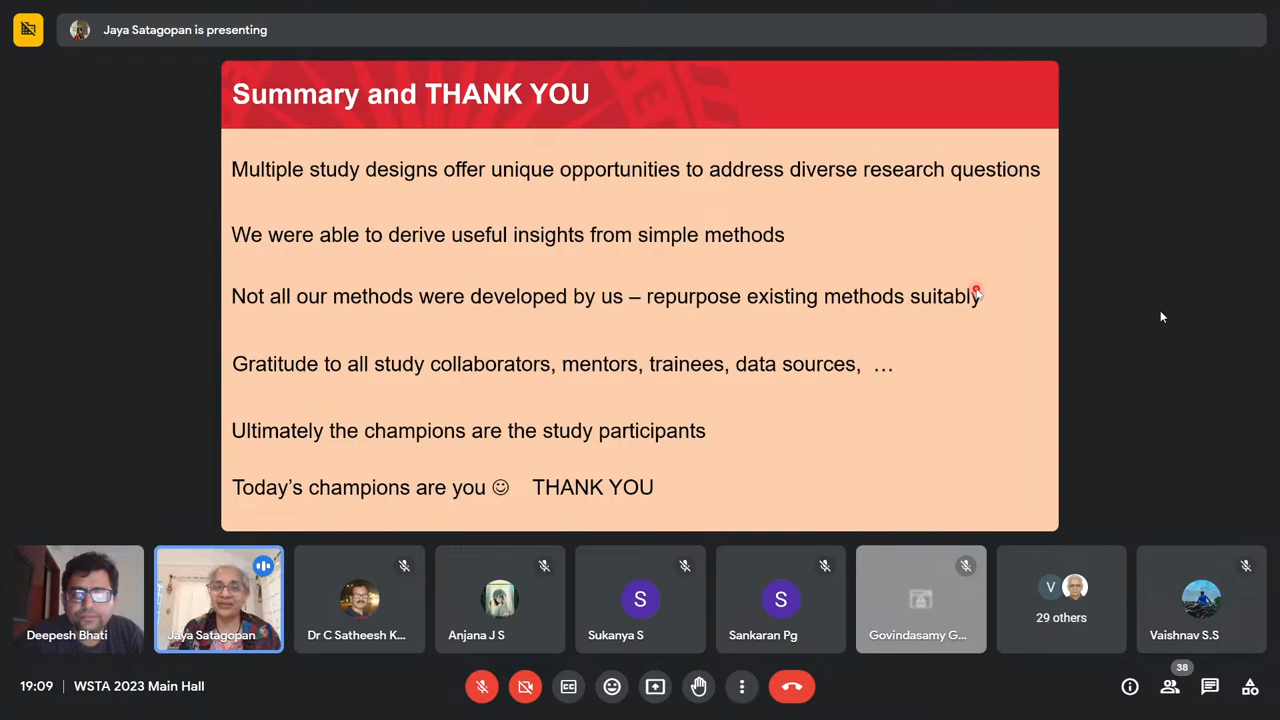 Jaya Satagopan is presenting
Summary and THANK YOU
Multiple study designs offer unique opportunities to address diverse research questions
We were able to derive useful insights from simple methods
Not all our methods were developed by us – repurpose existing methods suitably
Gratitude to all study collaborators, mentors, trainees, data sources, …
Ultimately the champions are the study participants
Today's champions are you ☺ THANK YOU
Deepesh Bhati
Jaya Satagopan
Dr C Satheesh K...
Anjana J S
S
Sukanya S
S
Sankaran Pg
Govindasamy G...
V
29 others
Vaishnav S.S
19:09 | WSTA 2023 Main Hall
CC
38